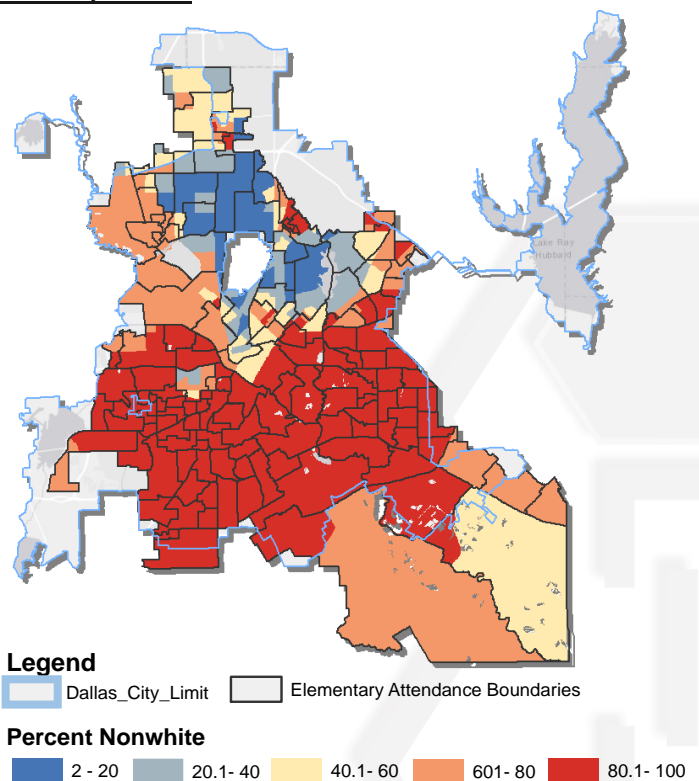 Lake Ray
Hubbard
Legend
Dallas_City_Limit
Elementary Attendance Boundaries
Percent Nonwhite
2 - 20
20.1- 40
40.1- 60
601- 80
80.1- 100